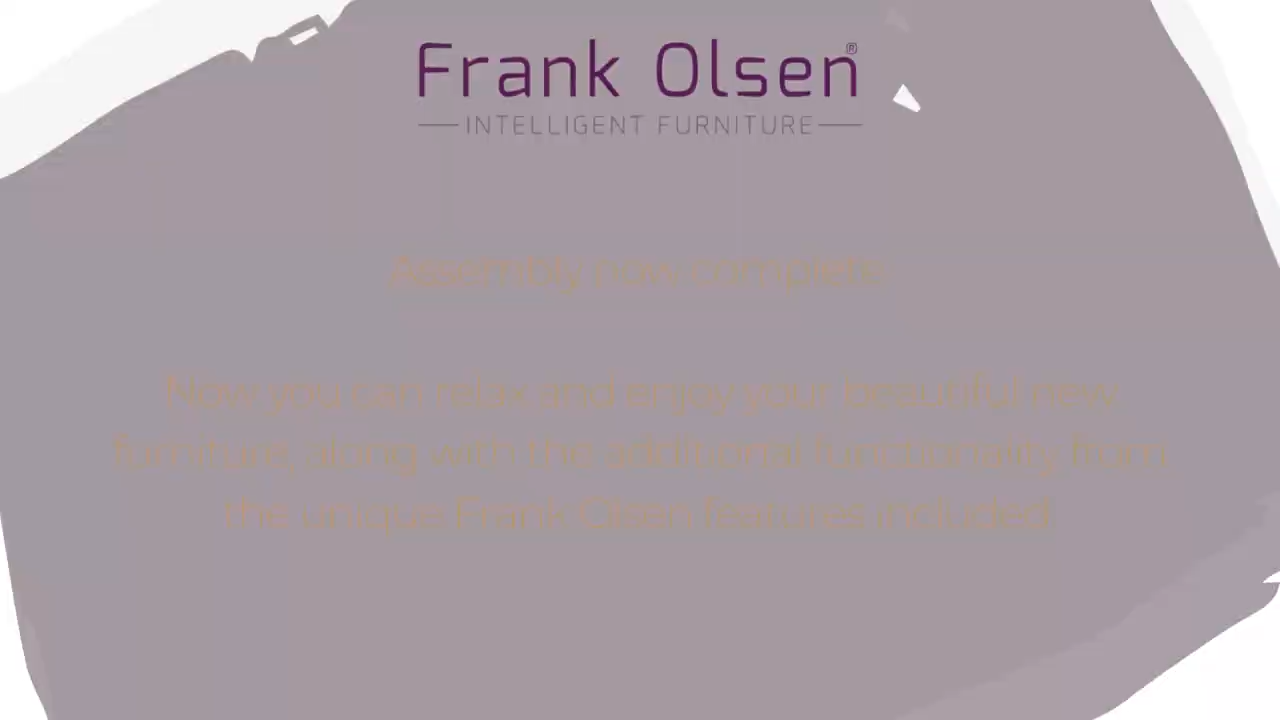 Frank Olsen®
INTELLIGENT FURNITURE
Assembly now complete
Now you can relax and enjoy your beautiful new
furniture, along with the additional functionality from
the unique Frank Olsen features included.